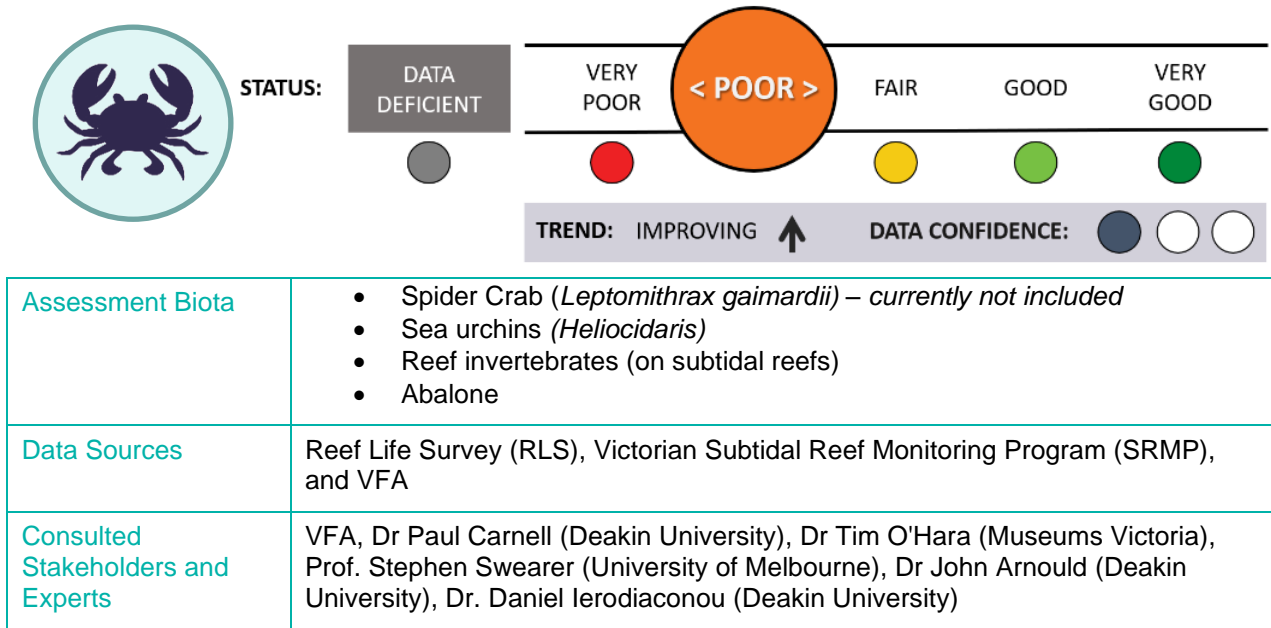 STATUS:
DATA DEFICIENT
VERY POOR
< POOR >
FAIR
GOOD
VERY GOOD
TREND: IMPROVING
DATA CONFIDENCE:
Assessment Biota
• Spider Crab (Leptomithrax gaimardii) – currently not included
• Sea urchins (Heliocidaris)
• Reef invertebrates (on subtidal reefs)
• Abalone
Data Sources
Reef Life Survey (RLS), Victorian Subtidal Reef Monitoring Program (SRMP),
and VFA
Consulted
Stakeholders and
Experts
VFA, Dr Paul Carnell (Deakin University), Dr Tim O'Hara (Museums Victoria),
Prof. Stephen Swearer (University of Melbourne), Dr John Arnould (Deakin
University), Dr. Daniel Ierodiaconou (Deakin University)